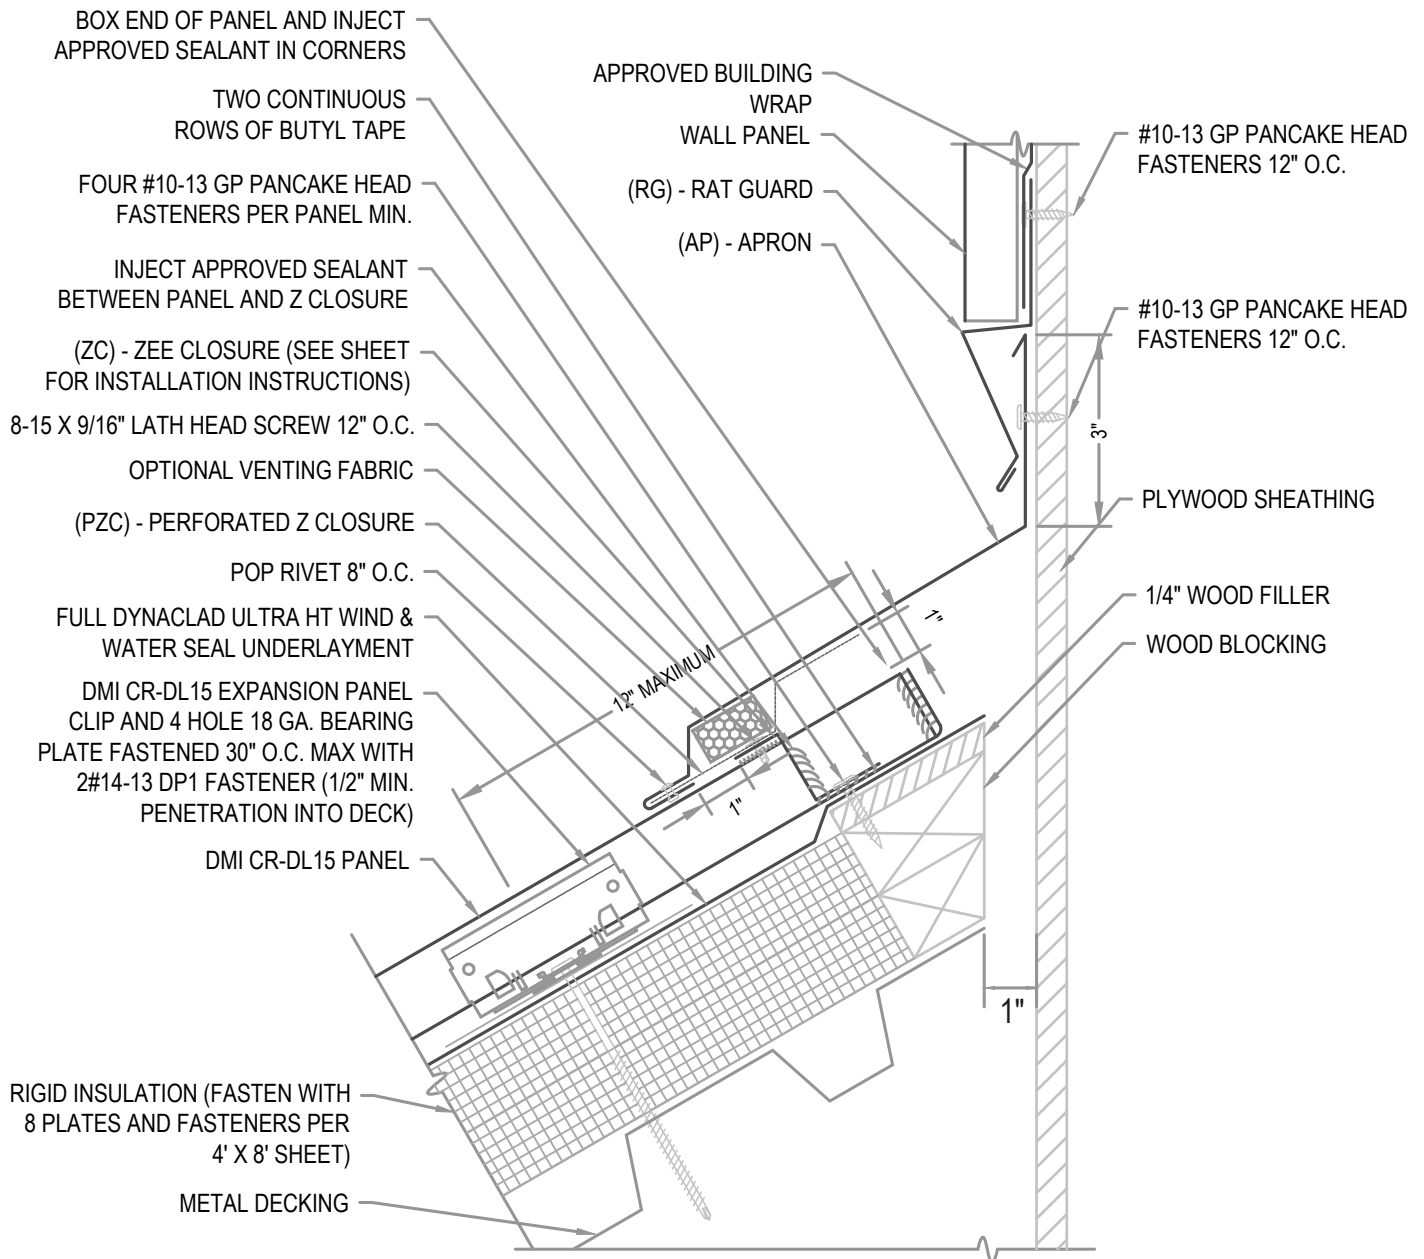 BOX END OF PANEL AND INJECT
APPROVED SEALANT IN CORNERS
TWO CONTINUOUS
ROWS OF BUTYL TAPE
FOUR #10-13 GP PANCAKE HEAD
FASTENERS PER PANEL MIN.
INJECT APPROVED SEALANT
BETWEEN PANEL AND Z CLOSURE
(ZC) - ZEE CLOSURE (SEE SHEET
FOR INSTALLATION INSTRUCTIONS)
8-15 X 9/16" LATH HEAD SCREW 12" O.C.
OPTIONAL VENTING FABRIC
(PZC) - PERFORATED Z CLOSURE
POP RIVET 8" O.C.
FULL DYNACLAD ULTRA HT WIND &
WATER SEAL UNDERLAYMENT
DMI CR-DL15 EXPANSION PANEL
CLIP AND 4 HOLE 18 GA. BEARING
PLATE FASTENED 30" O.C. MAX WITH
2#14-13 DP1 FASTENER (1/2" MIN.
PENETRATION INTO DECK)
DMI CR-DL15 PANEL
RIGID INSULATION (FASTEN WITH
8 PLATES AND FASTENERS PER
4' X 8' SHEET)
METAL DECKING
APPROVED BUILDING
WRAP
WALL PANEL
(RG) - RAT GUARD
(AP) - APRON
#10-13 GP PANCAKE HEAD
FASTENERS 12" O.C.
#10-13 GP PANCAKE HEAD
FASTENERS 12" O.C.
3"
PLYWOOD SHEATHING
1/4" WOOD FILLER
WOOD BLOCKING
1"
12" MAXIMUM
1"
1"